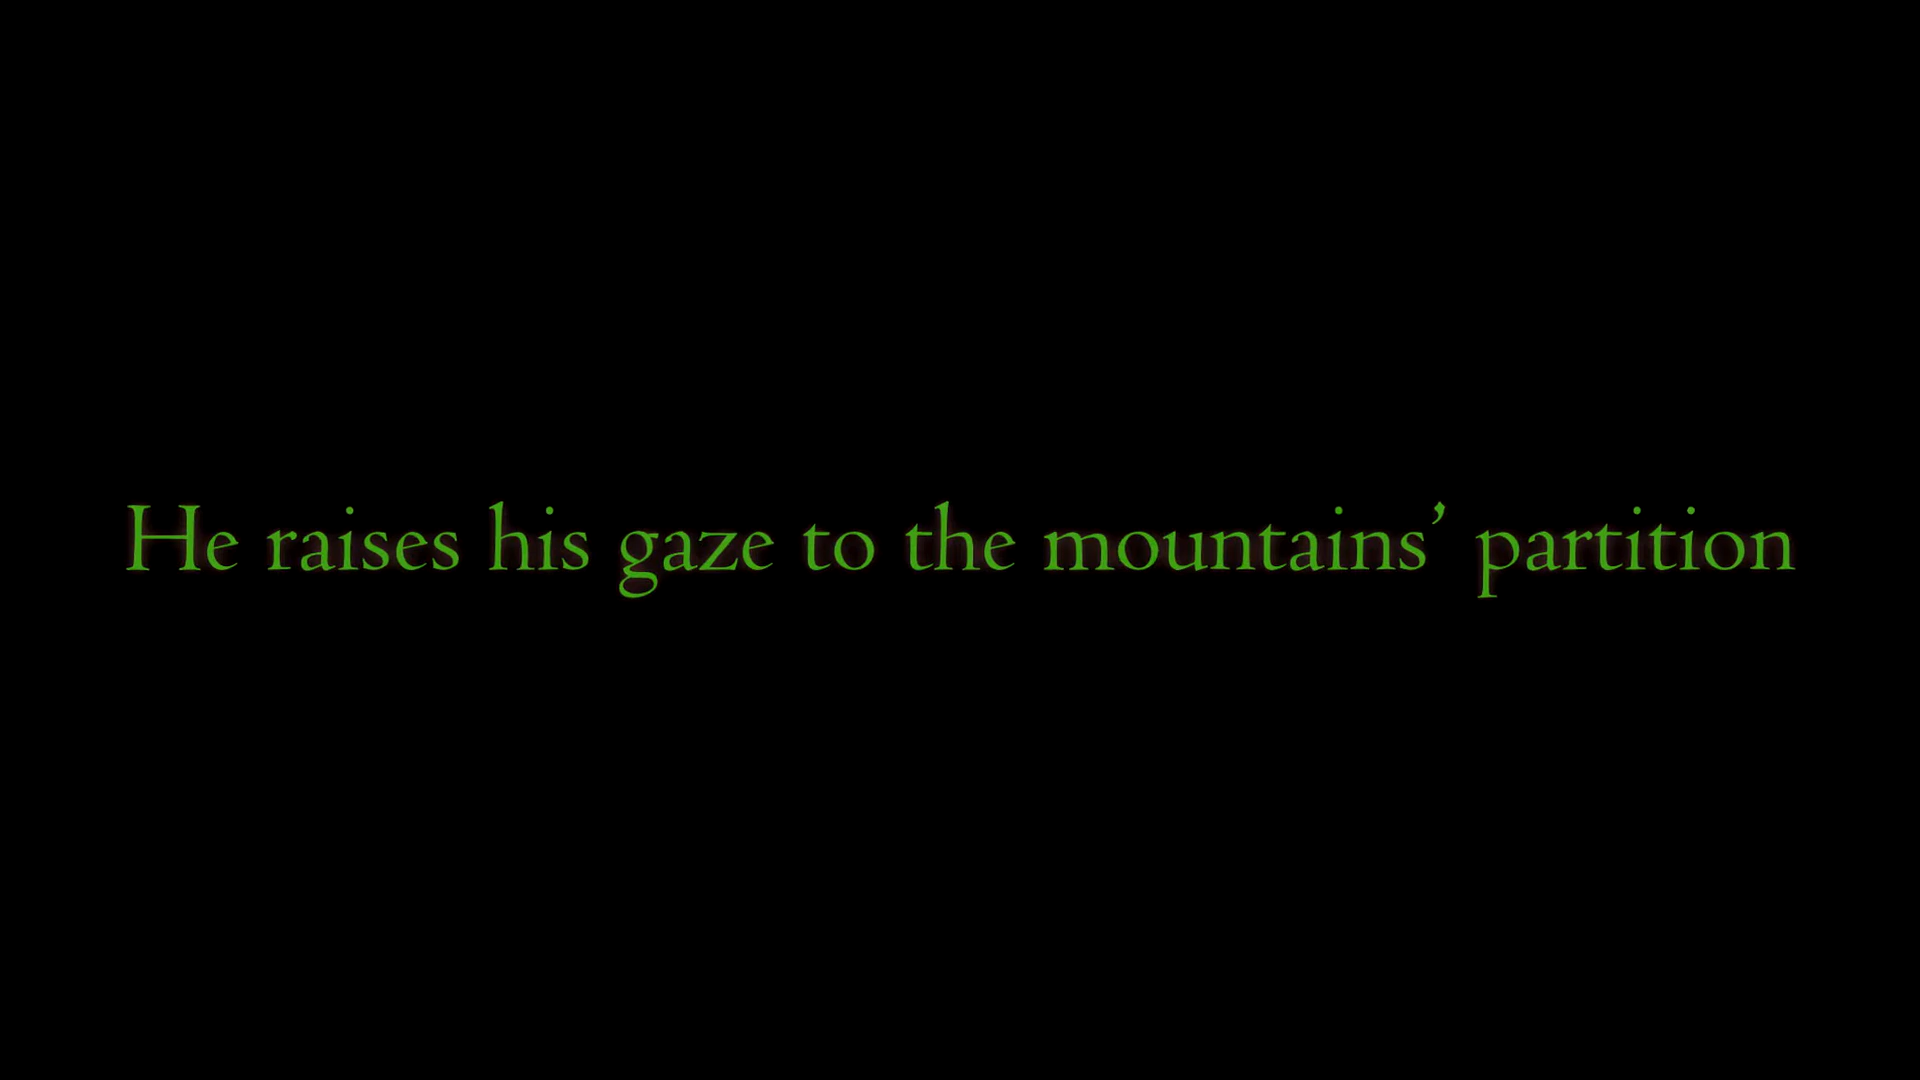 He raises his gaze to the mountains’ partition